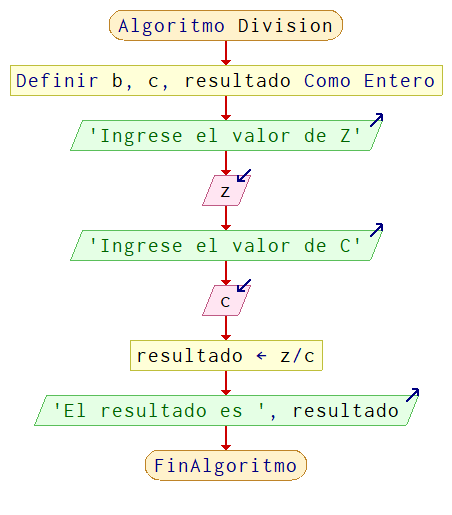 Algoritmo Division
Definir b, c, resultado Como Entero
'Ingrese el valor de Z'
z
'Ingrese el valor de C'
c
resultado ← z/c
'El resultado es ', resultado
FinAlgoritmo